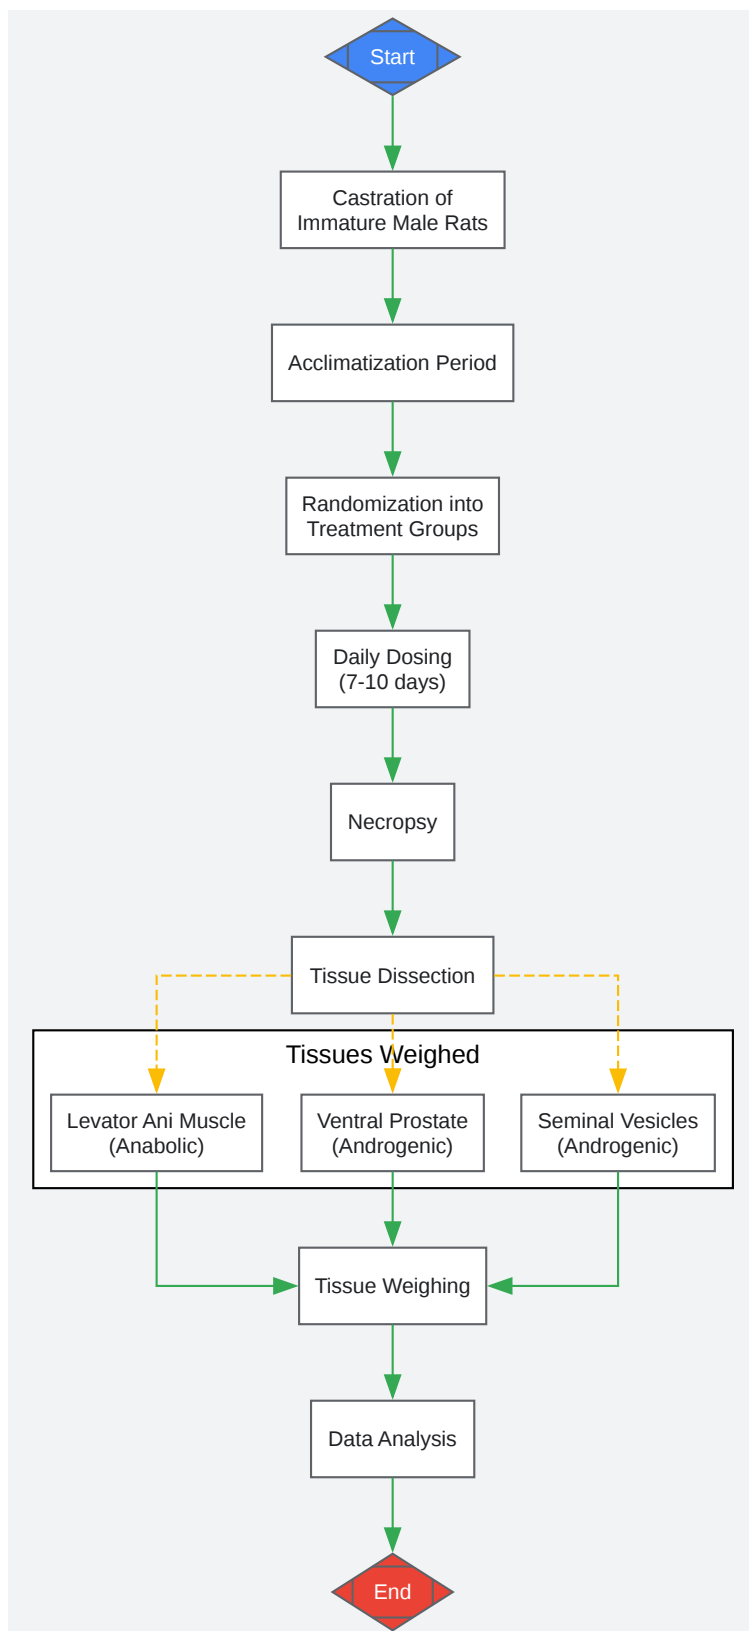 Start
Castration of
Immature Male Rats
Acclimatization Period
Randomization into
Treatment Groups
Daily Dosing
(7-10 days)
Necropsy
Tissue Dissection
Tissues Weighed
Levator Ani Muscle
(Anabolic)
Ventral Prostate
(Androgenic)
Seminal Vesicles
(Androgenic)
Tissue Weighing
Data Analysis
End